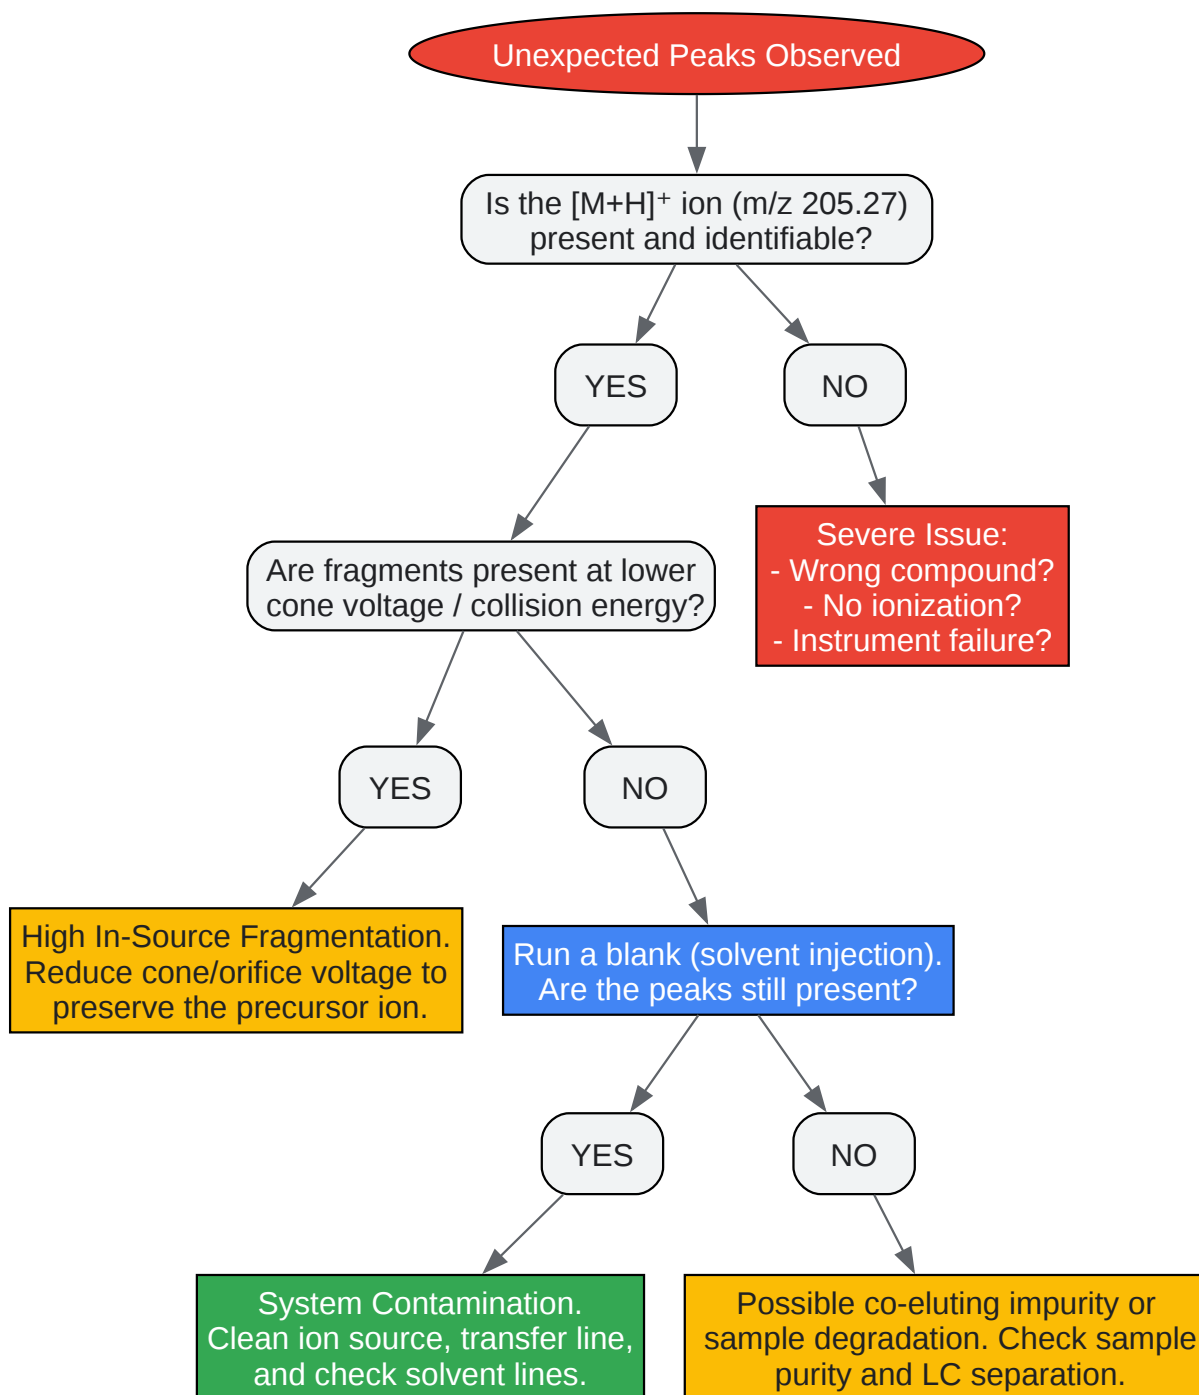 Unexpected Peaks Observed
Is the [M+H]⁺ ion (m/z 205.27)
present and identifiable?
YES
NO
Are fragments present at lower
cone voltage / collision energy?
Severe Issue:
- Wrong compound?
- No ionization?
- Instrument failure?
YES
NO
High In-Source Fragmentation.
Reduce cone/orifice voltage to
preserve the precursor ion.
Run a blank (solvent injection).
Are the peaks still present?
YES
NO
System Contamination.
Clean ion source, transfer line,
and check solvent lines.
Possible co-eluting impurity or
sample degradation. Check sample
purity and LC separation.